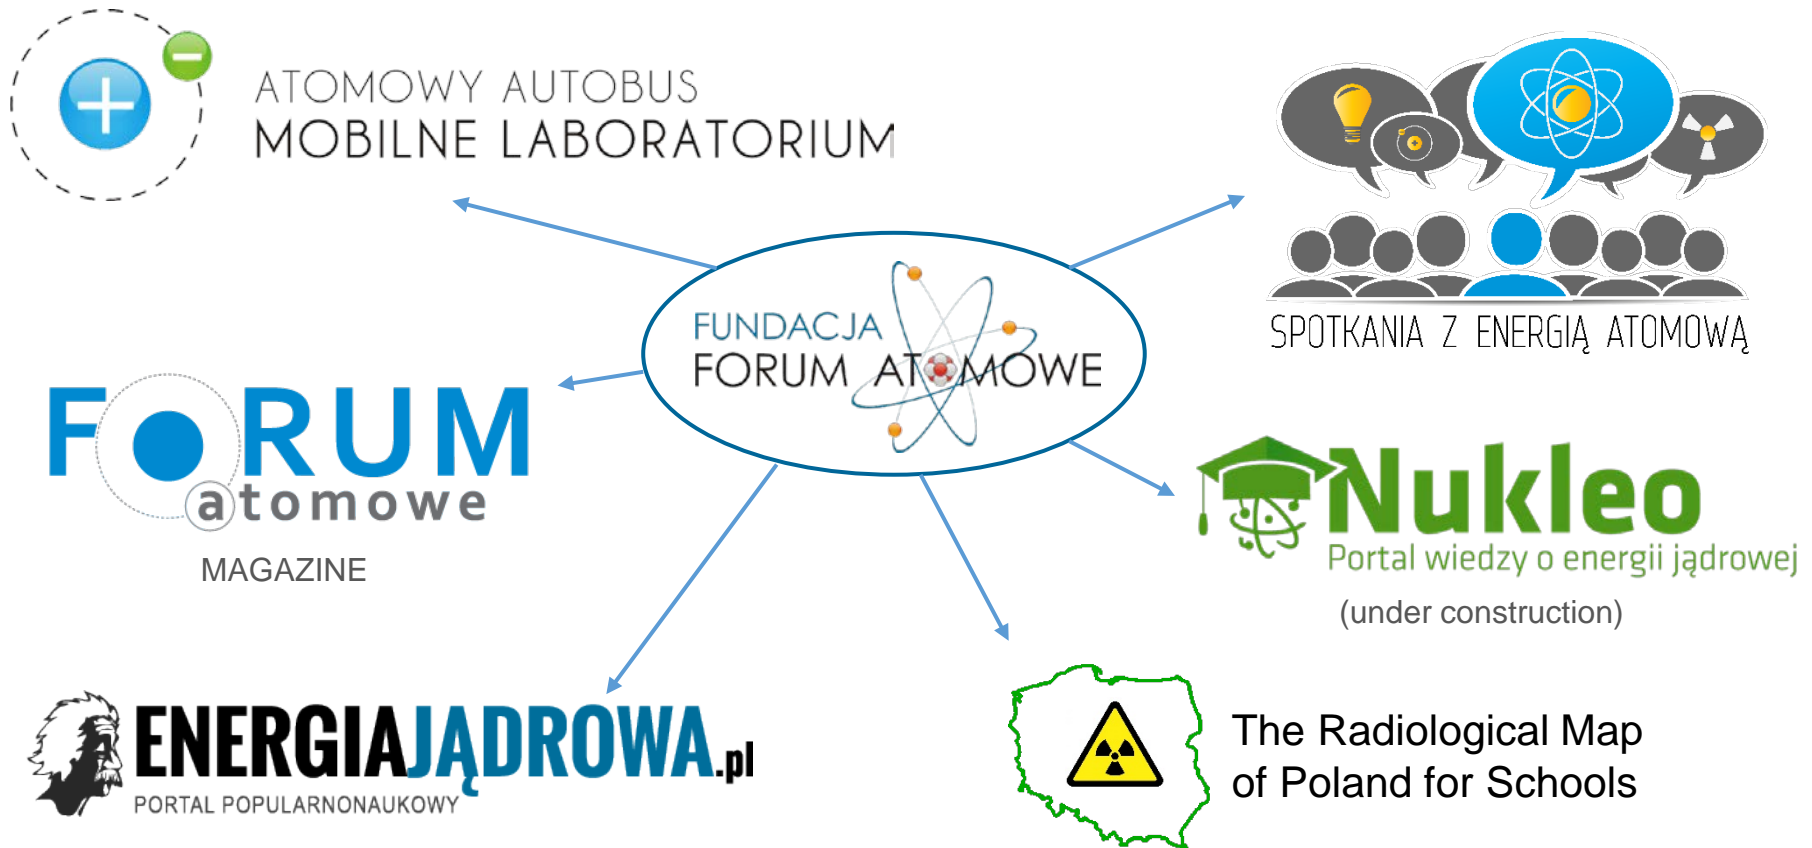 ATOMOWY AUTOBUS
MOBILNE LABORATORIUM
SPOTKANIA Z ENERGIĄ ATOMOWĄ
FUNDACJA
FORUM ATOMOWE
FORUM
atomowe
MAGAZINE
Nukleo
Portal wiedzy o energii jądrowej
(under construction)
ENERGIAJĄDROWA.pl
PORTAL POPULARNONAUKOWY
The Radiological Map
of Poland for Schools